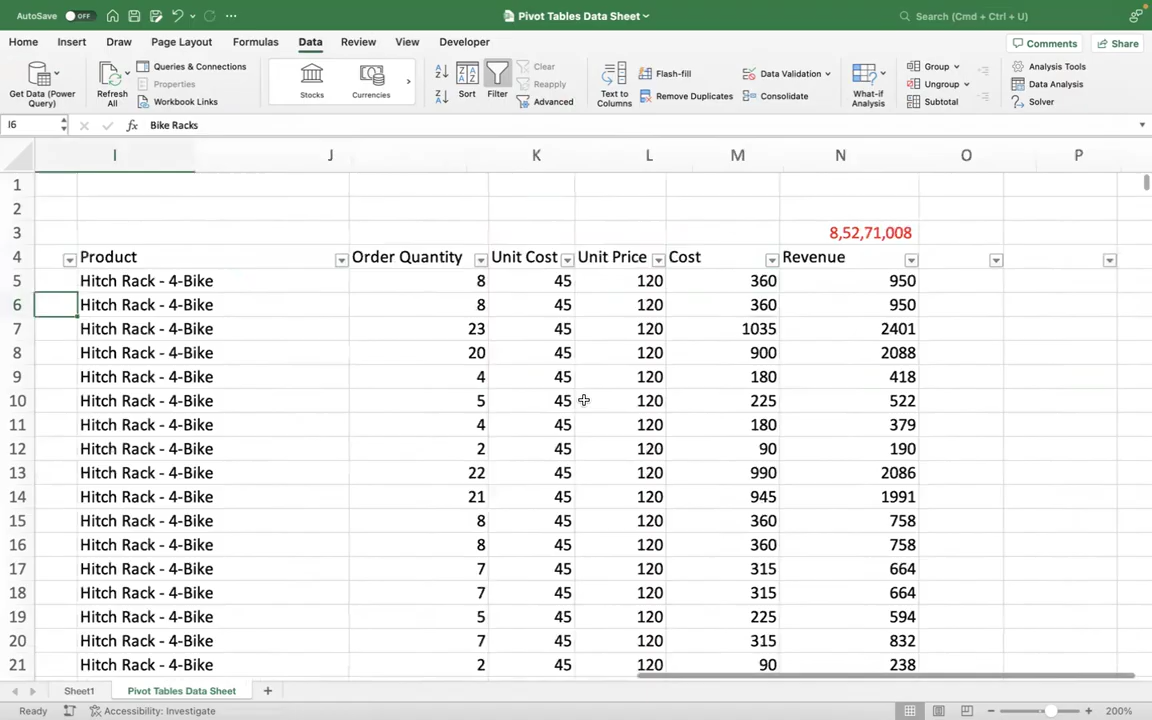 AutoSave OFF ... Pivot Tables Data Sheet Search (Cmd + Ctrl + U)
Home Insert Draw Page Layout Formulas Data Review View Developer Comments Share
Get Data (Power Query) Refresh All Queries & Connections Properties Workbook Links Stocks Currencies Sort Filter Clear Reapply Advanced Text to Columns Flash-fill Remove Duplicates Data Validation Consolidate What-if Analysis Group Ungroup Subtotal Analysis Tools Data Analysis Solver
I6 fx Bike Racks
I J K L M N O P
1
2
3 8,52,71,008
4 Product Order Quantity Unit Cost Unit Price Cost Revenue
5 Hitch Rack - 4-Bike 8 45 120 360 950
6 Hitch Rack - 4-Bike 8 45 120 360 950
7 Hitch Rack - 4-Bike 23 45 120 1035 2401
8 Hitch Rack - 4-Bike 20 45 120 900 2088
9 Hitch Rack - 4-Bike 4 45 120 180 418
10 Hitch Rack - 4-Bike 5 45 120 225 522
11 Hitch Rack - 4-Bike 4 45 120 180 379
12 Hitch Rack - 4-Bike 2 45 120 90 190
13 Hitch Rack - 4-Bike 22 45 120 990 2086
14 Hitch Rack - 4-Bike 21 45 120 945 1991
15 Hitch Rack - 4-Bike 8 45 120 360 758
16 Hitch Rack - 4-Bike 8 45 120 360 758
17 Hitch Rack - 4-Bike 7 45 120 315 664
18 Hitch Rack - 4-Bike 7 45 120 315 664
19 Hitch Rack - 4-Bike 5 45 120 225 594
20 Hitch Rack - 4-Bike 7 45 120 315 832
21 Hitch Rack - 4-Bike 2 45 120 90 238
Sheet1 Pivot Tables Data Sheet +
Ready Accessibility: Investigate 200%